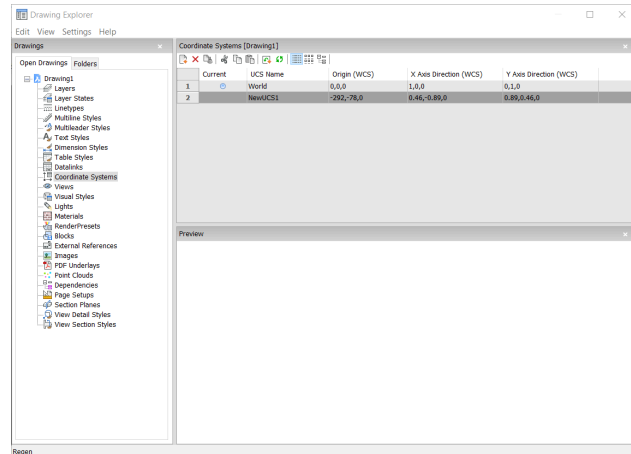 Drawing Explorer
Edit View Settings Help
Drawings
Open Drawings Folders
Drawing1
Layers
Layer States
Linetypes
Multiline Styles
Multileader Styles
Text Styles
Dimension Styles
Table Styles
Datalinks
Coordinate Systems
Views
Visual Styles
Lights
Materials
RenderPresets
Blocks
External References
Images
PDF Underlays
Point Clouds
Dependencies
Page Setups
Section Planes
View Detail Styles
View Section Styles
Coordinate Systems [Drawing1]
Current UCS Name Origin (WCS) X Axis Direction (WCS) Y Axis Direction (WCS)
1 World 0,0,0 1,0,0 0,1,0
2 NewUCS1 -292,-78,0 0.46,-0.89,0 0.89,0.46,0
Preview
Regen